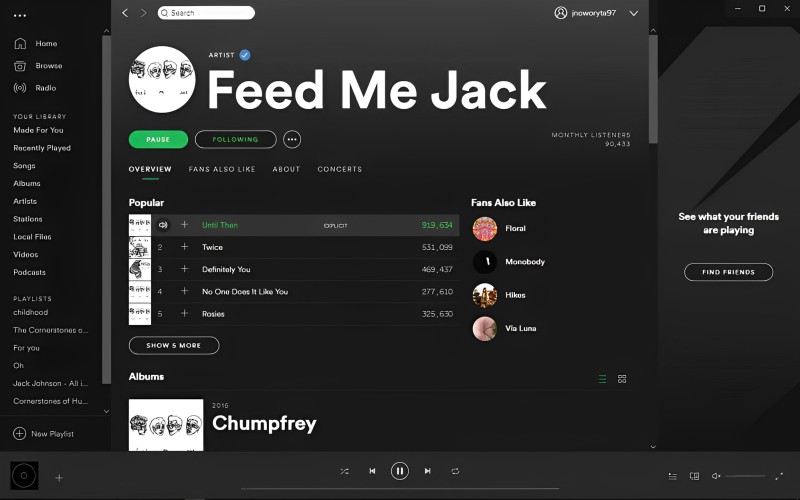 Home
Browse
Radio
YOUR LIBRARY
Made For You
Recently Played
Songs
Albums
Artists
Stations
Local Files
Videos
Podcasts
PLAYLISTS
childhood
The Cornerstones o...
For you
Oh
Jack Johnson - All i...
Cornerstones of Hu...
New Playlist
Search
jnoworyta97
ARTIST
Feed Me Jack
PAUSE
FOLLOWING
MONTHLY LISTENERS
90,433
OVERVIEW
FANS ALSO LIKE
ABOUT
CONCERTS
Popular
Until Then EXPLICIT 919,634
2 Twice 531,099
3 Definitely You 469,437
4 No One Does It Like You 277,610
5 Rosies 325,630
SHOW 5 MORE
Fans Also Like
Floral
Monobody
Hikes
Via Luna
Albums
2016
Chumpfrey
See what your friends
are playing
FIND FRIENDS